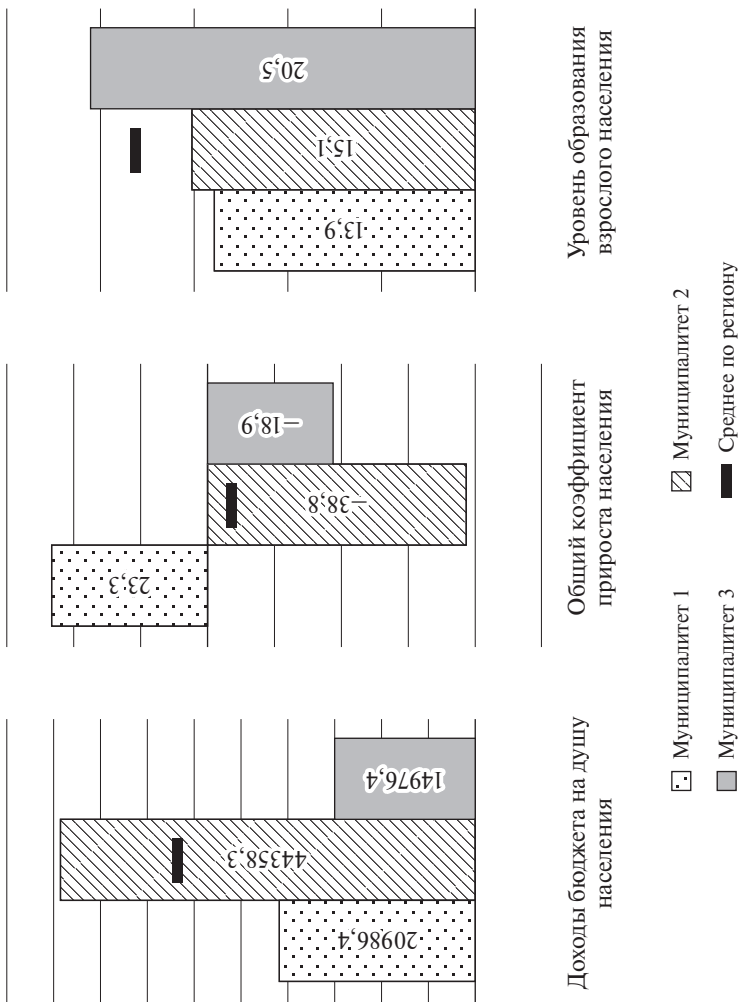 20986,4
44358,3
14976,4
Доходы бюджета на душу
населения
23,3
–38,8
–18,9
Общий коэффициент
прироста населения
13,9
15,1
20,5
Уровень образования
взрослого населения
Муниципалитет 1
Муниципалитет 2
Муниципалитет 3
Среднее по региону